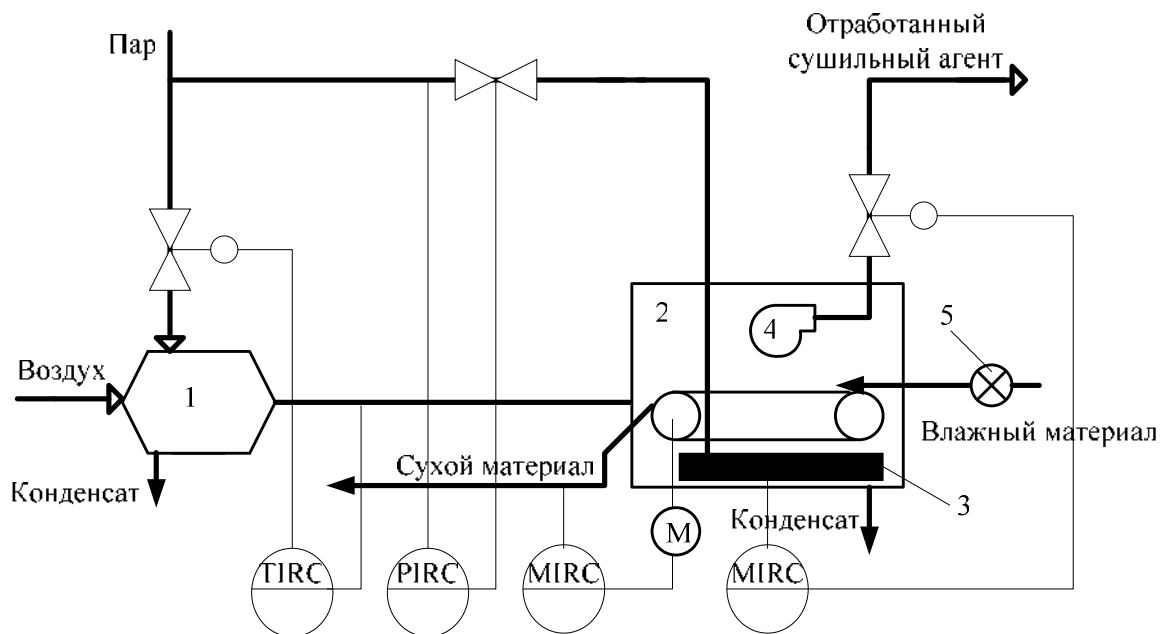 Пар
Отработанный
сушильный агент
2
4
5
Воздух
1
Влажный материал
Сухой материал
Конденсат
Конденсат
3
М
TIRC
PIRC
MIRC
MIRC